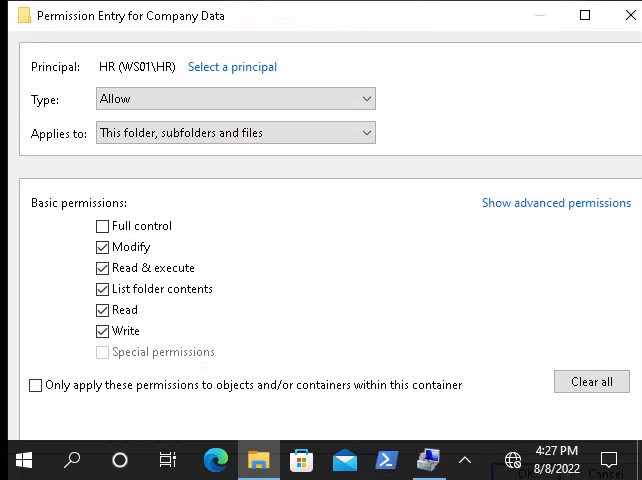 Permission Entry for Company Data
Principal: HR (WS01\HR) Select a principal
Type: Allow
Applies to: This folder, subfolders and files
Basic permissions: Show advanced permissions
Full control
Modify
Read & execute
List folder contents
Read
Write
Special permissions
Only apply these permissions to objects and/or containers within this container
Clear all
4:27 PM
8/8/2022
OK Cancel